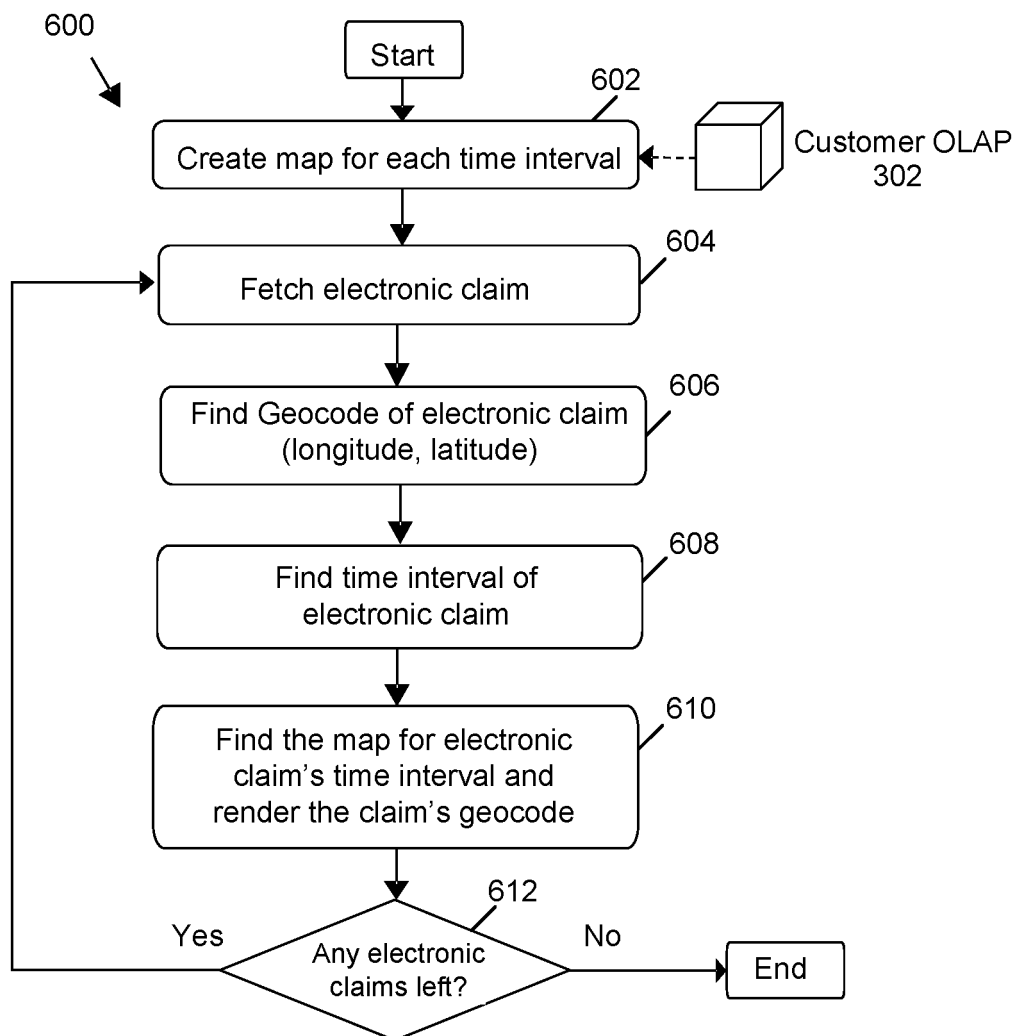 600
Start
602
Create map for each time interval
Customer OLAP
302
604
Fetch electronic claim
606
Find Geocode of electronic claim
(longitude, latitude)
608
Find time interval of
electronic claim
610
Find the map for electronic
claim's time interval and
render the claim's geocode
612
Yes
Any electronic
claims left?
No
End